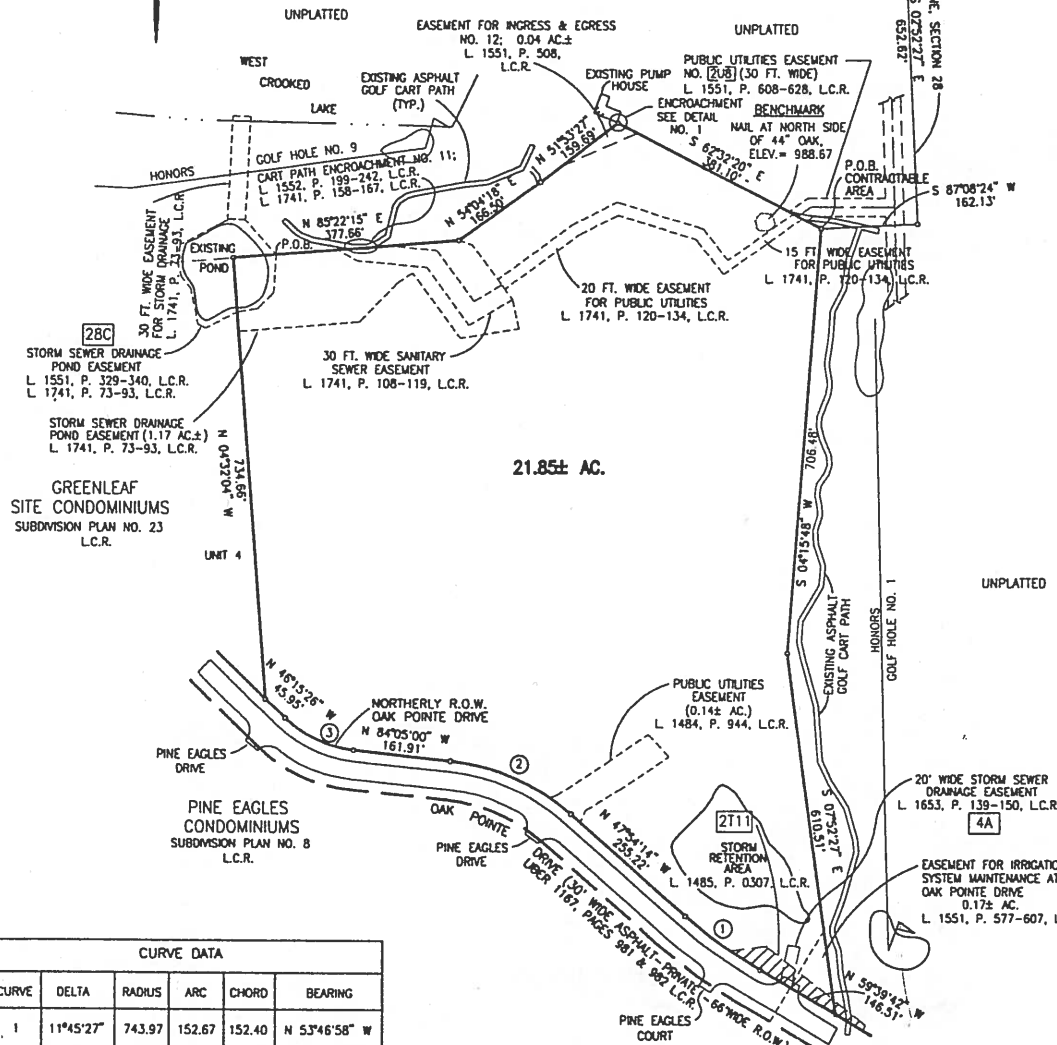 UNPLATTED
EASEMENT FOR INGRESS & EGRESS
NO. 12; 0.04 AC.±
L 1551, P. 508,
L.C.R.
UNPLATTED
S 02°52'27" E
652.62'
NE, SECTION 28
WEST
CROOKED
LAKE
EXISTING ASPHALT
GOLF CART PATH
(TYP.)
EXISTING PUMP
HOUSE
PUBLIC UTILITIES EASEMENT
NO. 2U8 (30 FT. WIDE)
L 1551, P. 608-628, L.C.R.
ENCROACHMENT
SEE DETAIL
NO. 1
BENCHMARK
NAIL AT NORTH SIDE
OF 44" OAK,
ELEV.= 988.67
GOLF HOLE NO. 9
HONORS
CART PATH ENCROACHMENT NO. 11;
L 1552, P. 199-242, L.C.R.
L 1741, P. 158-167, L.C.R.
N 51°53'27" E
159.69'
S 62°32'20" E
381.10'
P.O.B.
CONTRACTABLE
AREA
S 87°08'24" W
162.13'
N 54°04'18" E
166.50'
N 85°22'15" E
377.66'
P.O.B.
EXISTING
POND
30 FT. WIDE EASEMENT
FOR STORM DRAINAGE
L 1741, P. 73-93, L.C.R.
15 FT WIDE EASEMENT
FOR PUBLIC UTILITIES
L 1741, P. 120-134, L.C.R.
20 FT. WIDE EASEMENT
FOR PUBLIC UTILITIES
L 1741, P. 120-134, L.C.R.
28C
STORM SEWER DRAINAGE
POND EASEMENT
L 1551, P. 329-340, L.C.R.
L 1741, P. 73-93, L.C.R.
30 FT. WIDE SANITARY
SEWER EASEMENT
L 1741, P. 108-119, L.C.R.
STORM SEWER DRAINAGE
POND EASEMENT (1.17 AC.±)
L 1741, P. 73-93, L.C.R.
N 04°32'04" W
734.66'
21.85± AC.
706.48'
S 04°15'48" W
GREENLEAF
SITE CONDOMINIUMS
SUBDIVISION PLAN NO. 23
L.C.R.
UNIT 4
UNPLATTED
EXISTING ASPHALT
GOLF CART PATH
HONORS
GOLF HOLE NO. 1
N 46°15'26" W
45.95'
NORTHERLY R.O.W.
OAK POINTE DRIVE
3
N 84°05'00" W
161.91'
PUBLIC UTILITIES
EASEMENT
(0.14± AC.)
L 1484, P. 944, L.C.R.
PINE EAGLES
DRIVE
2
PINE EAGLES
CONDOMINIUMS
SUBDIVISION PLAN NO. 8
L.C.R.
OAK POINTE DRIVE (30' WIDE ASPHALT-PRIVATE - 66' WIDE R.O.W.)
LIBER 1167, PAGES 981 & 982 L.C.R.
PINE EAGLES
DRIVE
N 47°54'14" W
255.22'
2T11
STORM
RETENTION
AREA
L 1485, P. 0307, L.C.R.
S 07°52'27" E
610.51'
20' WIDE STORM SEWER
DRAINAGE EASEMENT
L 1653, P. 139-150, L.C.R
4A
EASEMENT FOR IRRIGATIO
SYSTEM MAINTENANCE AT
OAK POINTE DRIVE
0.17± AC.
L 1551, P. 577-607, L
1
N 59°39'42" W
146.51'
PINE EAGLES
COURT
CURVE DATA
CURVE DELTA RADIUS ARC CHORD BEARING
1 11°45'27" 743.97 152.67 152.40 N 53°46'58" W